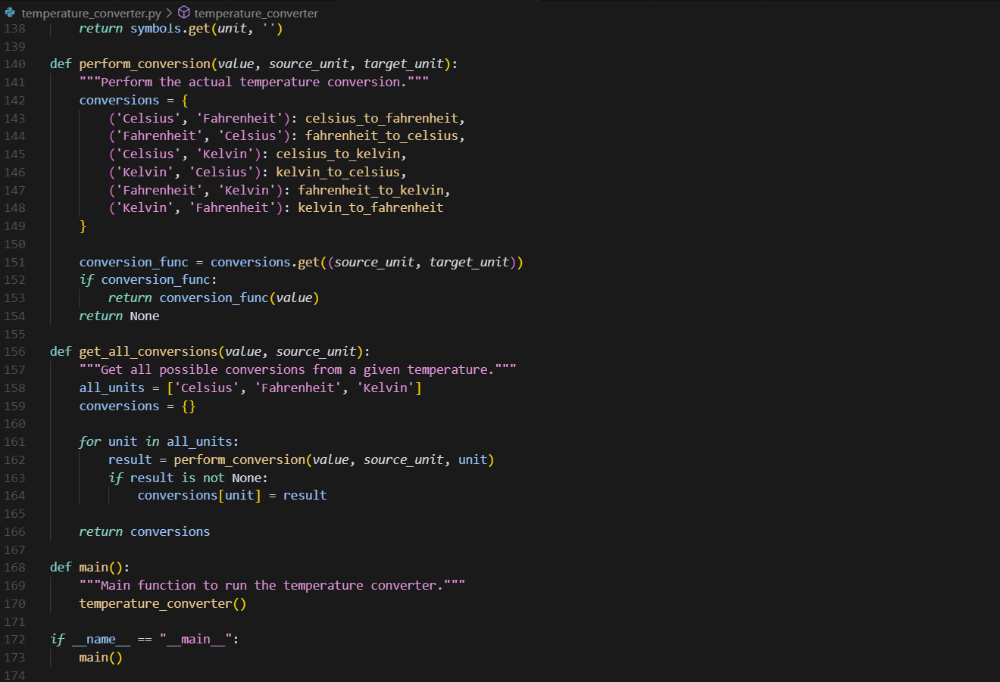 temperature_converter.py > temperature_converter
138 return symbols.get(unit, '')
139
140 def perform_conversion(value, source_unit, target_unit):
141 """Perform the actual temperature conversion."""
142 conversions = {
143 ('Celsius', 'Fahrenheit'): celsius_to_fahrenheit,
144 ('Fahrenheit', 'Celsius'): fahrenheit_to_celsius,
145 ('Celsius', 'Kelvin'): celsius_to_kelvin,
146 ('Kelvin', 'Celsius'): kelvin_to_celsius,
147 ('Fahrenheit', 'Kelvin'): fahrenheit_to_kelvin,
148 ('Kelvin', 'Fahrenheit'): kelvin_to_fahrenheit
149 }
150
151 conversion_func = conversions.get((source_unit, target_unit))
152 if conversion_func:
153 return conversion_func(value)
154 return None
155
156 def get_all_conversions(value, source_unit):
157 """Get all possible conversions from a given temperature."""
158 all_units = ['Celsius', 'Fahrenheit', 'Kelvin']
159 conversions = {}
160
161 for unit in all_units:
162 result = perform_conversion(value, source_unit, unit)
163 if result is not None:
164 conversions[unit] = result
165
166 return conversions
167
168 def main():
169 """Main function to run the temperature converter."""
170 temperature_converter()
171
172 if __name__ == "__main__":
173 main()
174